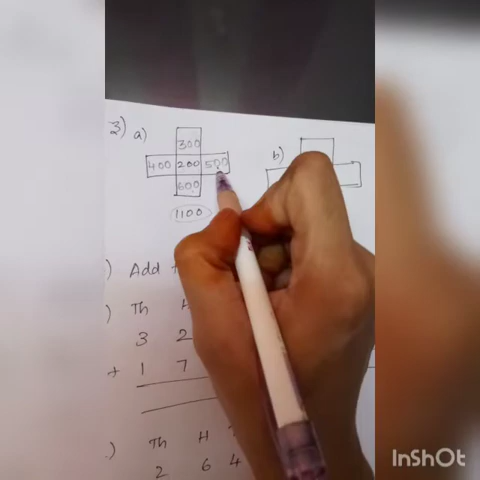 3) a)
300
400 200 500
600
1100
b)
) Add
) Th H
3 2
+ 1 7
.) Th H T
2 6 4
InShOt